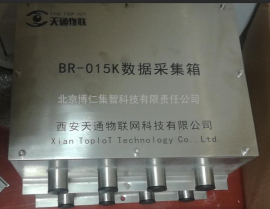 天通物联
BR-015K数据采集箱
北京博仁集智科技有限责任公司
西安天通物联网科技有限公司
Xian TopIoT Technology Co. Ltd